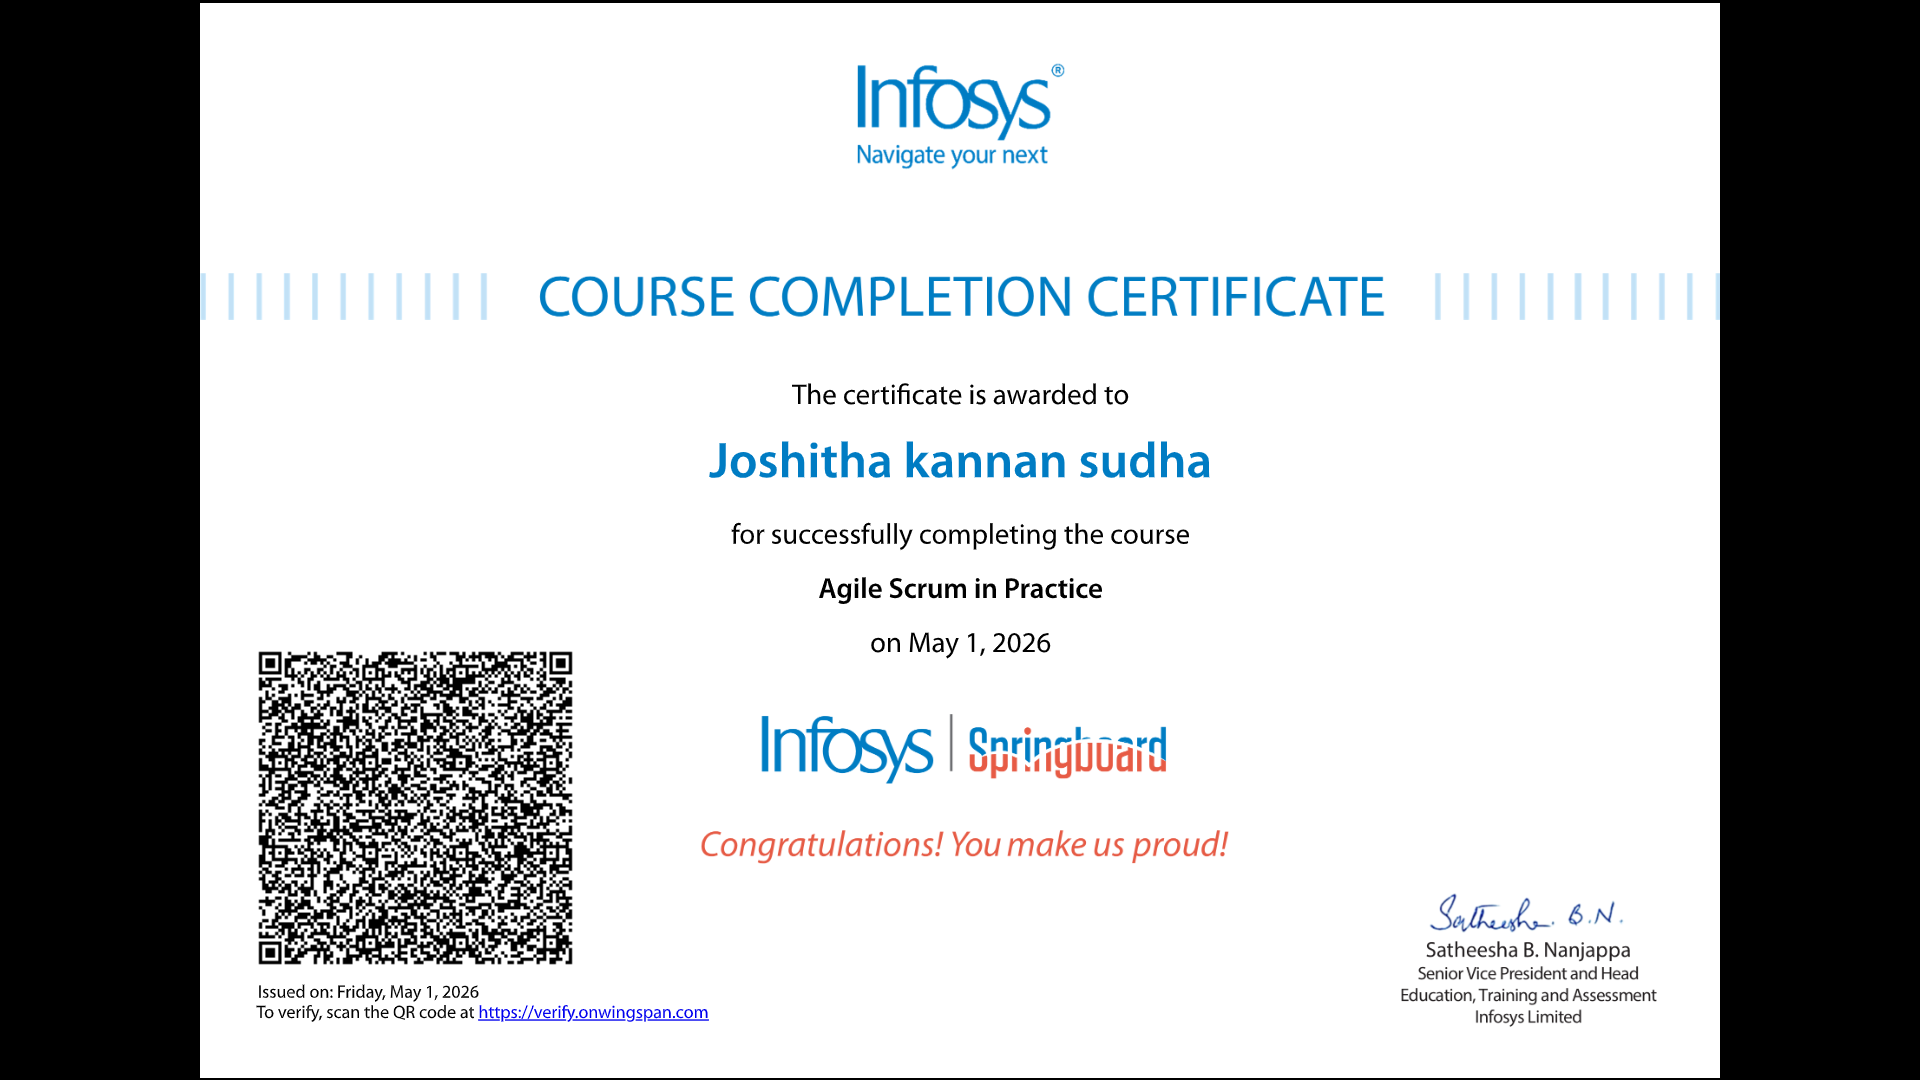 Infosys®
Navigate your next
COURSE COMPLETION CERTIFICATE
The certificate is awarded to
Joshitha kannan sudha
for successfully completing the course
Agile Scrum in Practice
on May 1, 2026
Infosys | Springboard
Congratulations! You make us proud!
Satheesha B.N.
Satheesha B. Nanjappa
Senior Vice President and Head
Education, Training and Assessment
Infosys Limited
Issued on: Friday, May 1, 2026
To verify, scan the QR code at https://verify.onwingspan.com